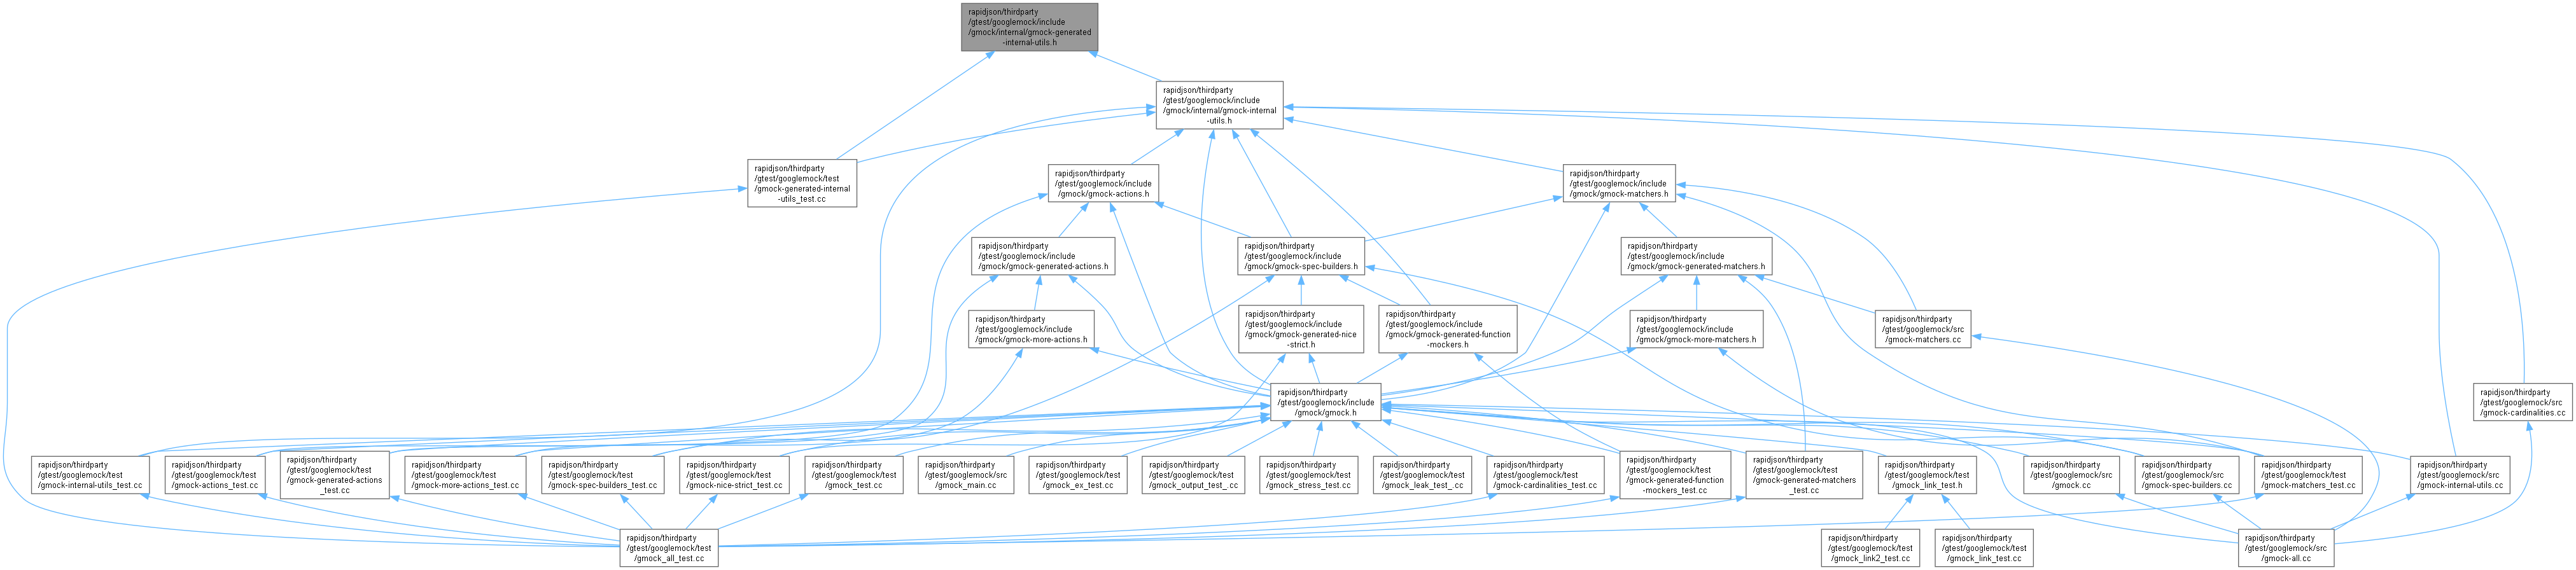 rapidjson/thirdparty
/gtest/googlemock/include
/gmock/internal/gmock-generated
-internal-utils.h
rapidjson/thirdparty
/gtest/googlemock/include
/gmock/internal/gmock-internal
-utils.h
rapidjson/thirdparty
/gtest/googlemock/test
/gmock-generated-internal
-utils_test.cc
rapidjson/thirdparty
/gtest/googlemock/include
/gmock/gmock-actions.h
rapidjson/thirdparty
/gtest/googlemock/include
/gmock/gmock-matchers.h
rapidjson/thirdparty
/gtest/googlemock/include
/gmock/gmock-generated-actions.h
rapidjson/thirdparty
/gtest/googlemock/include
/gmock/gmock-spec-builders.h
rapidjson/thirdparty
/gtest/googlemock/include
/gmock/gmock-generated-matchers.h
rapidjson/thirdparty
/gtest/googlemock/include
/gmock/gmock-more-actions.h
rapidjson/thirdparty
/gtest/googlemock/include
/gmock/gmock-generated-nice
-strict.h
rapidjson/thirdparty
/gtest/googlemock/include
/gmock/gmock-generated-function
-mockers.h
rapidjson/thirdparty
/gtest/googlemock/include
/gmock/gmock-more-matchers.h
rapidjson/thirdparty
/gtest/googlemock/src
/gmock-matchers.cc
rapidjson/thirdparty
/gtest/googlemock/include
/gmock/gmock.h
rapidjson/thirdparty
/gtest/googlemock/src
/gmock-cardinalities.cc
rapidjson/thirdparty
/gtest/googlemock/test
/gmock-internal-utils_test.cc
rapidjson/thirdparty
/gtest/googlemock/test
/gmock-actions_test.cc
rapidjson/thirdparty
/gtest/googlemock/test
/gmock-generated-actions
_test.cc
rapidjson/thirdparty
/gtest/googlemock/test
/gmock-more-actions_test.cc
rapidjson/thirdparty
/gtest/googlemock/test
/gmock-spec-builders_test.cc
rapidjson/thirdparty
/gtest/googlemock/test
/gmock-nice-strict_test.cc
rapidjson/thirdparty
/gtest/googlemock/test
/gmock_test.cc
rapidjson/thirdparty
/gtest/googlemock/src
/gmock_main.cc
rapidjson/thirdparty
/gtest/googlemock/test
/gmock_ex_test.cc
rapidjson/thirdparty
/gtest/googlemock/test
/gmock_output_test_.cc
rapidjson/thirdparty
/gtest/googlemock/test
/gmock_stress_test.cc
rapidjson/thirdparty
/gtest/googlemock/test
/gmock_leak_test_.cc
rapidjson/thirdparty
/gtest/googlemock/test
/gmock-cardinalities_test.cc
rapidjson/thirdparty
/gtest/googlemock/test
/gmock-generated-function
-mockers_test.cc
rapidjson/thirdparty
/gtest/googlemock/test
/gmock-generated-matchers
_test.cc
rapidjson/thirdparty
/gtest/googlemock/test
/gmock_link_test.h
rapidjson/thirdparty
/gtest/googlemock/src
/gmock.cc
rapidjson/thirdparty
/gtest/googlemock/src
/gmock-spec-builders.cc
rapidjson/thirdparty
/gtest/googlemock/test
/gmock-matchers_test.cc
rapidjson/thirdparty
/gtest/googlemock/src
/gmock-internal-utils.cc
rapidjson/thirdparty
/gtest/googlemock/test
/gmock_all_test.cc
rapidjson/thirdparty
/gtest/googlemock/test
/gmock_link2_test.cc
rapidjson/thirdparty
/gtest/googlemock/test
/gmock_link_test.cc
rapidjson/thirdparty
/gtest/googlemock/src
/gmock-all.cc